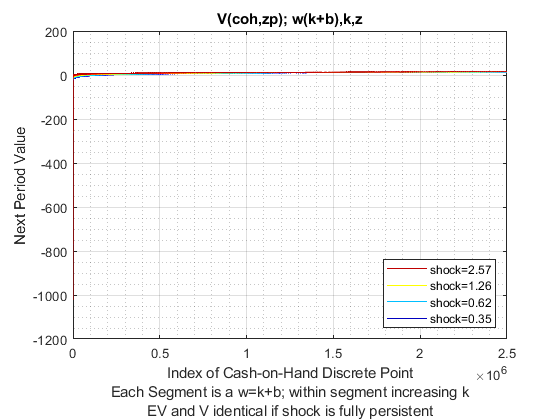 V(coh,zp); w(k+b),k,z
200
0
-200
-400
-600
-800
-1000
-1200
Next Period Value
shock=2.57
shock=1.26
shock=0.62
shock=0.35
0 0.5 1 1.5 2 2.5
×10⁶
Index of Cash-on-Hand Discrete Point
Each Segment is a w=k+b; within segment increasing k
EV and V identical if shock is fully persistent